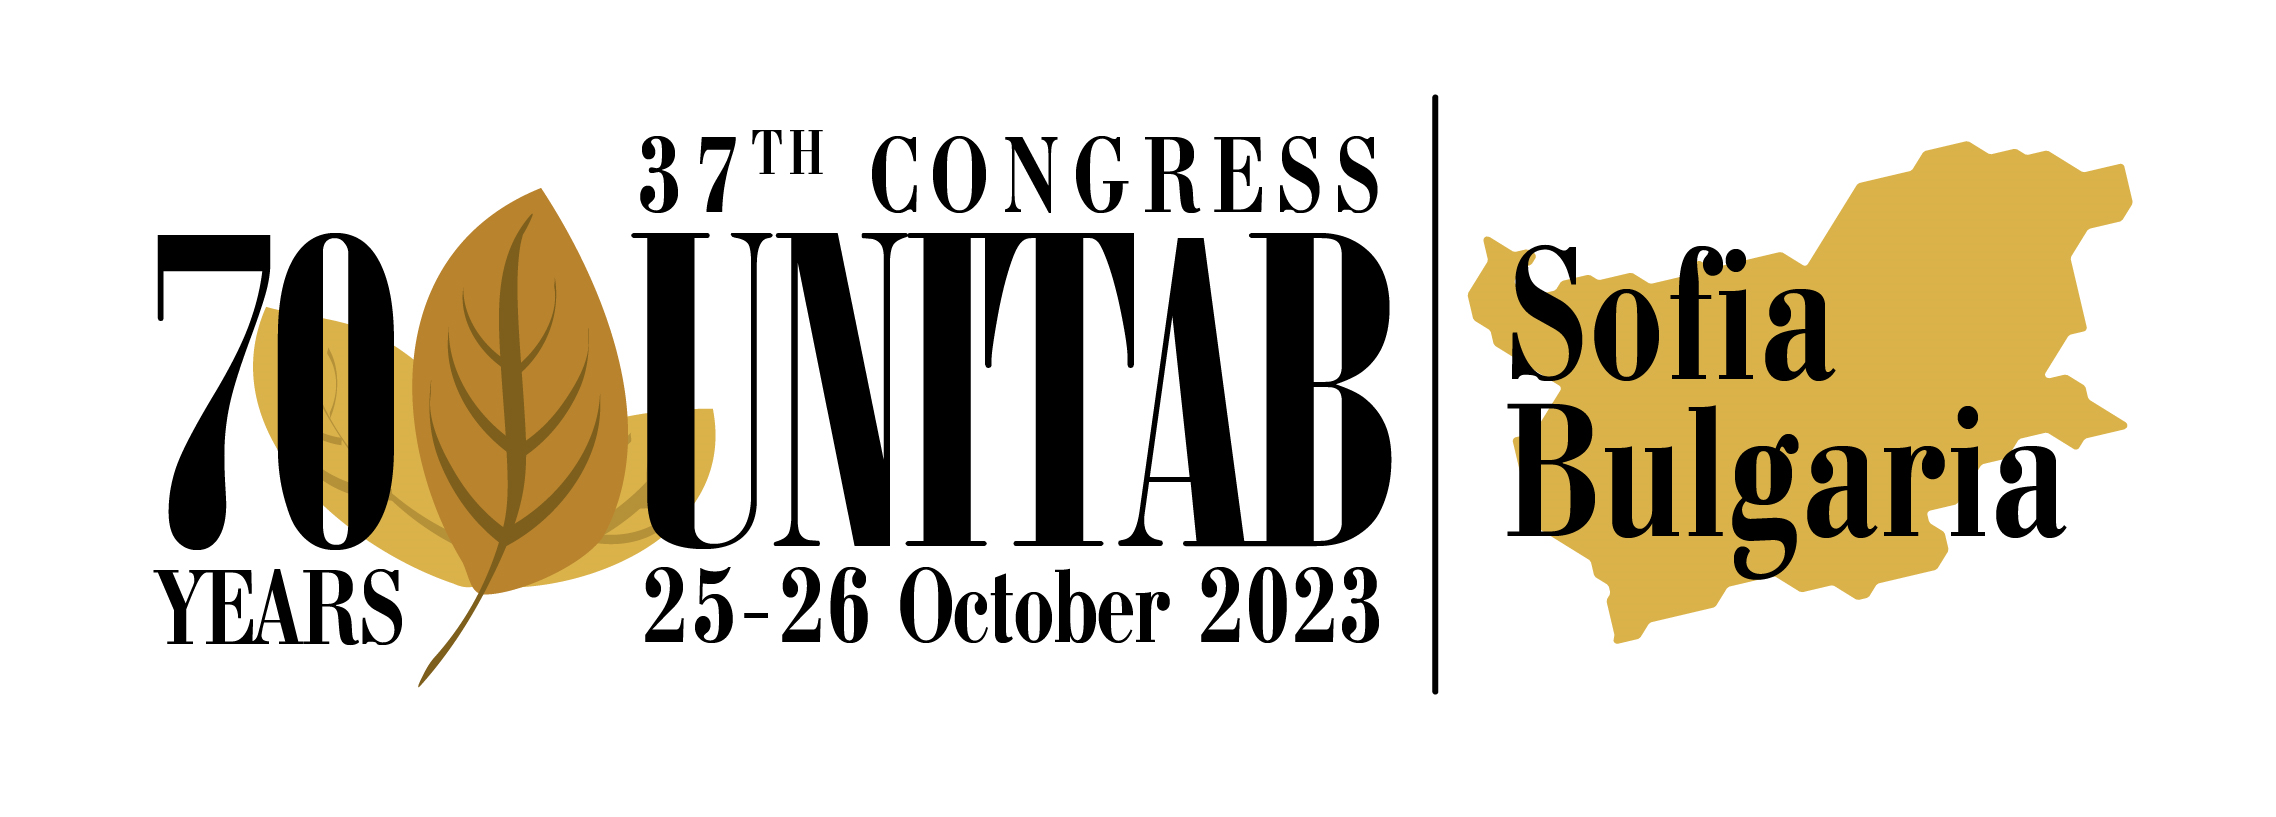 70
YEARS
37TH CONGRESS
UNITAB
25-26 October 2023
Sofia
Bulgaria